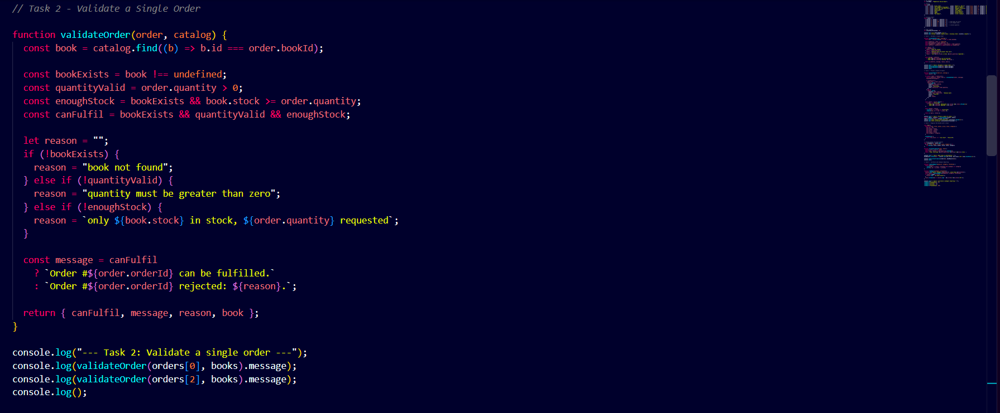 // Task 2 - Validate a Single Order
function validateOrder(order, catalog) {
const book = catalog.find((b) => b.id === order.bookId);
const bookExists = book !== undefined;
const quantityValid = order.quantity > 0;
const enoughStock = bookExists && book.stock >= order.quantity;
const canFulfil = bookExists && quantityValid && enoughStock;
let reason = "";
if (!bookExists) {
reason = "book not found";
} else if (!quantityValid) {
reason = "quantity must be greater than zero";
} else if (!enoughStock) {
reason = `only ${book.stock} in stock, ${order.quantity} requested`;
}
const message = canFulfil
? `Order #${order.orderId} can be fulfilled.`
: `Order #${order.orderId} rejected: ${reason}.`;
return { canFulfil, message, reason, book };
}
console.log("--- Task 2: Validate a single order ---");
console.log(validateOrder(orders[0], books).message);
console.log(validateOrder(orders[2], books).message);
console.log();